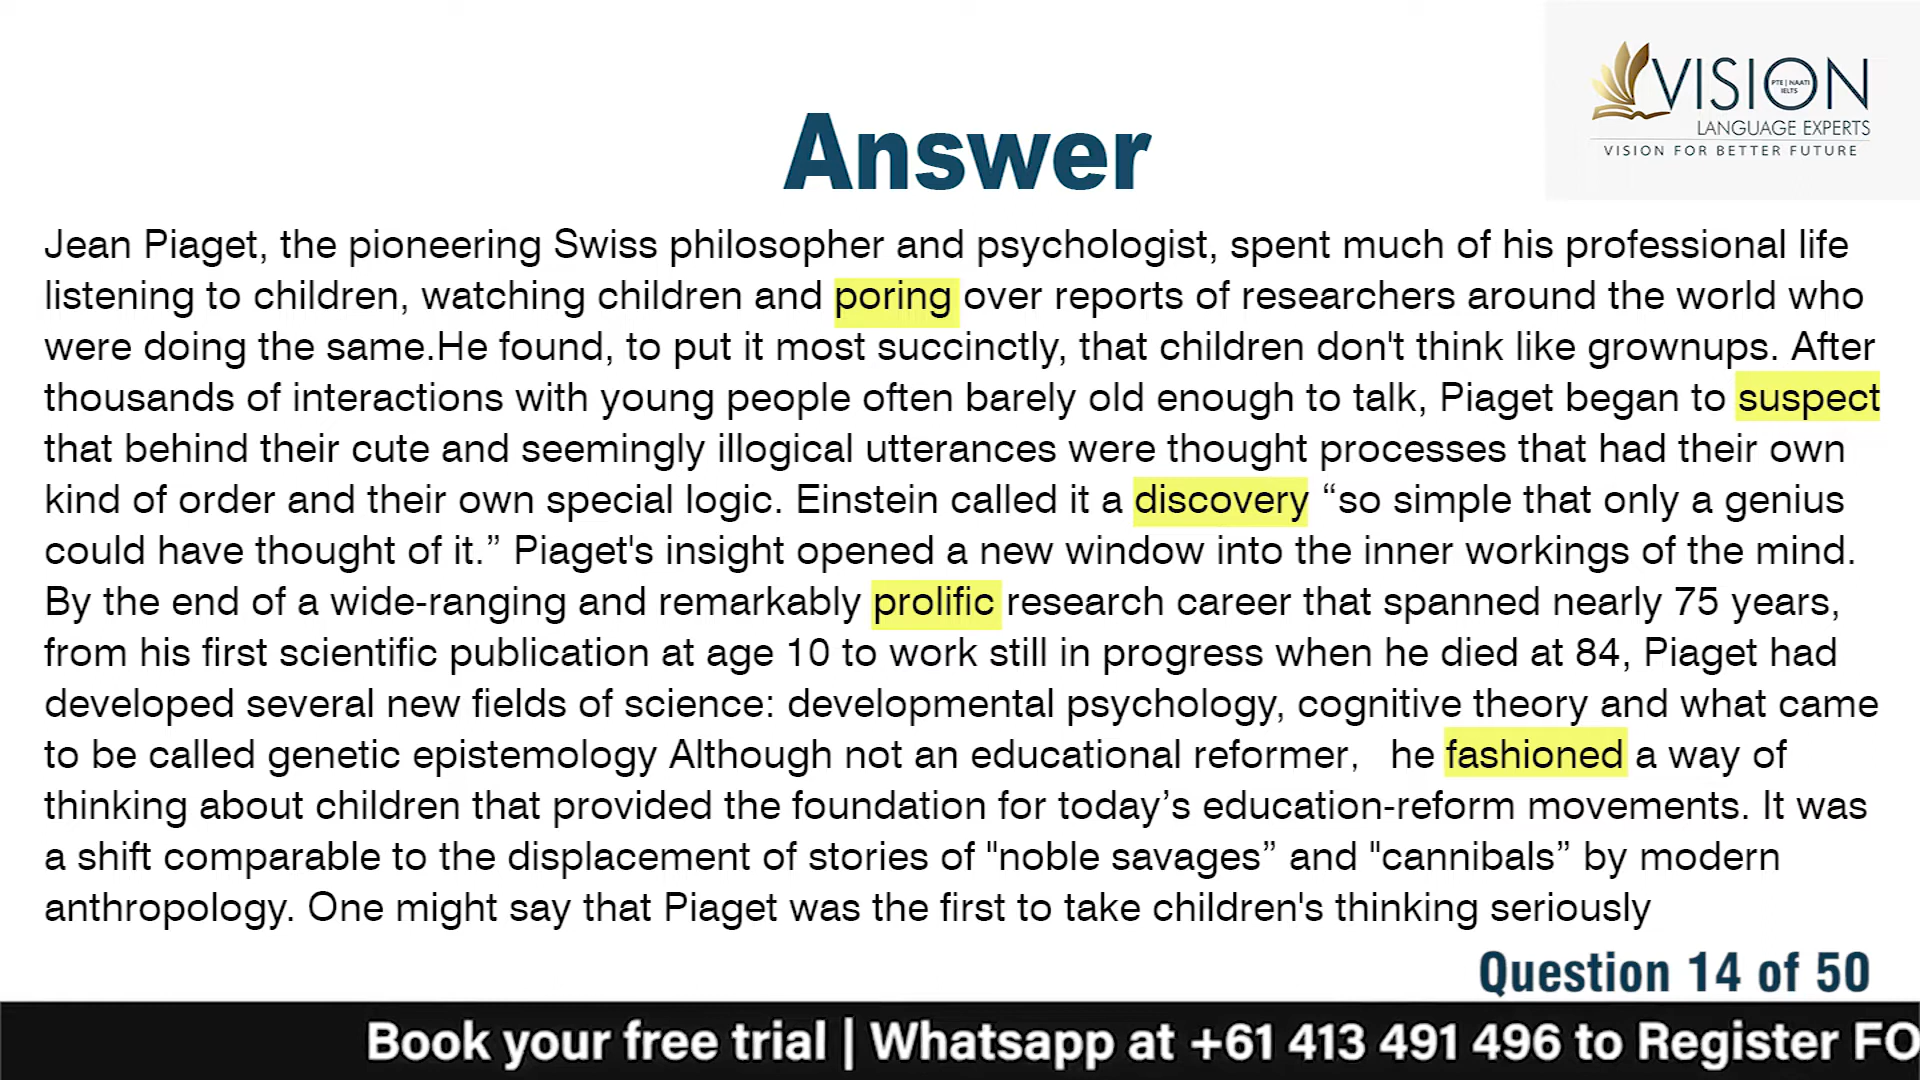 VISION
PTE | NAATI
IELTS
LANGUAGE EXPERTS
VISION FOR BETTER FUTURE
Answer
Jean Piaget, the pioneering Swiss philosopher and psychologist, spent much of his professional life
listening to children, watching children and poring over reports of researchers around the world who
were doing the same.He found, to put it most succinctly, that children don't think like grownups. After
thousands of interactions with young people often barely old enough to talk, Piaget began to suspect
that behind their cute and seemingly illogical utterances were thought processes that had their own
kind of order and their own special logic. Einstein called it a discovery “so simple that only a genius
could have thought of it.” Piaget's insight opened a new window into the inner workings of the mind.
By the end of a wide-ranging and remarkably prolific research career that spanned nearly 75 years,
from his first scientific publication at age 10 to work still in progress when he died at 84, Piaget had
developed several new fields of science: developmental psychology, cognitive theory and what came
to be called genetic epistemology Although not an educational reformer, he fashioned a way of
thinking about children that provided the foundation for today’s education-reform movements. It was
a shift comparable to the displacement of stories of "noble savages” and "cannibals” by modern
anthropology. One might say that Piaget was the first to take children's thinking seriously
Question 14 of 50
Book your free trial | Whatsapp at +61 413 491 496 to Register FO